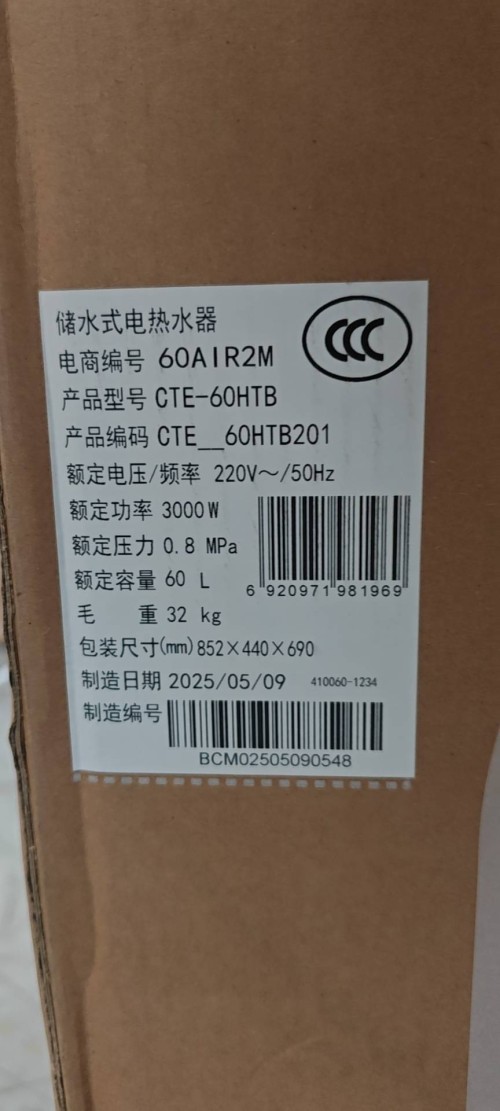 储水式电热水器
CCC
电商编号 60AIR2M
产品型号 CTE-60HTB
产品编码 CTE__60HTB201
额定电压/频率 220V～/50Hz
额定功率 3000W
额定压力 0.8 MPa
额定容量 60 L
6 920971 981969
毛 重 32 kg
包装尺寸(mm) 852×440×690
制造日期 2025/05/09 410060-1234
制造编号
BCM02505090548